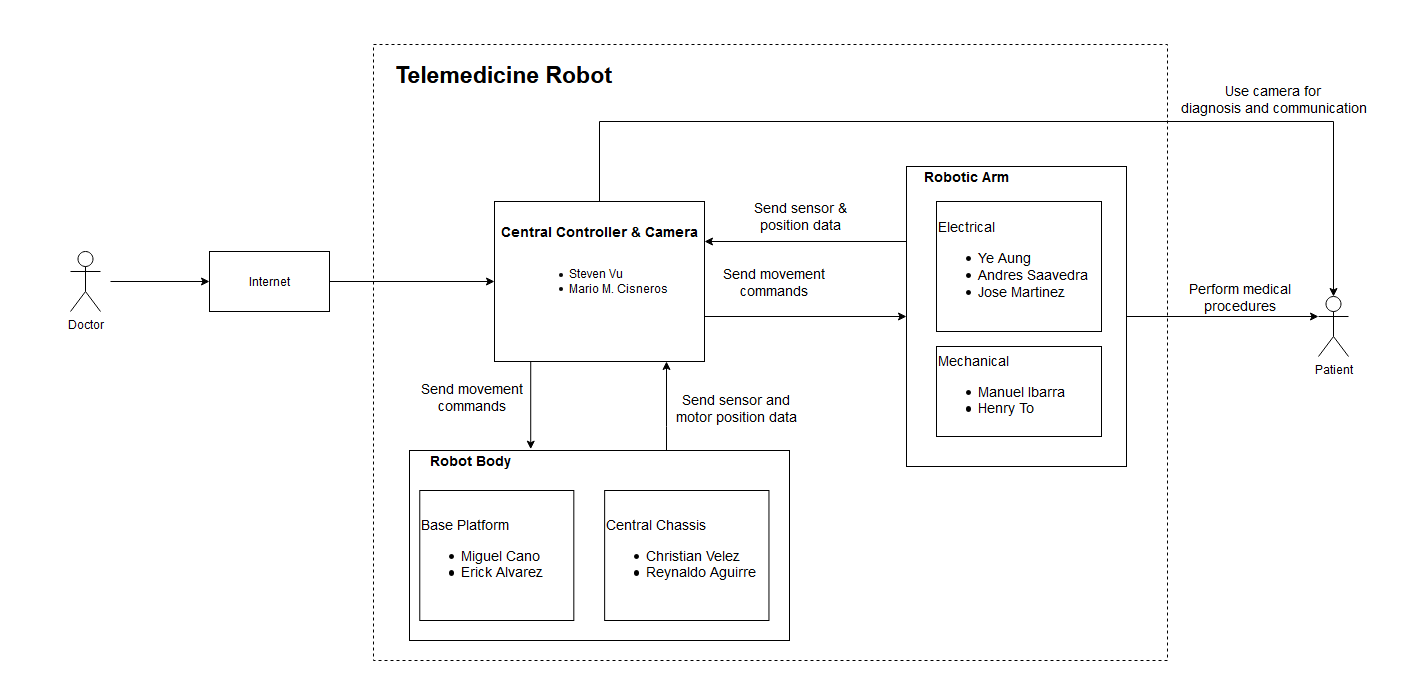 Telemedicine Robot
Use camera for
diagnosis and communication
Robotic Arm
Send sensor &
position data
Central Controller & Camera
• Steven Vu
• Mario M. Cisneros
Electrical
• Ye Aung
• Andres Saavedra
• Jose Martinez
Send movement
commands
Internet
Doctor
Perform medical
procedures
Patient
Mechanical
• Manuel Ibarra
• Henry To
Send movement
commands
Send sensor and
motor position data
Robot Body
Base Platform
• Miguel Cano
• Erick Alvarez
Central Chassis
• Christian Velez
• Reynaldo Aguirre